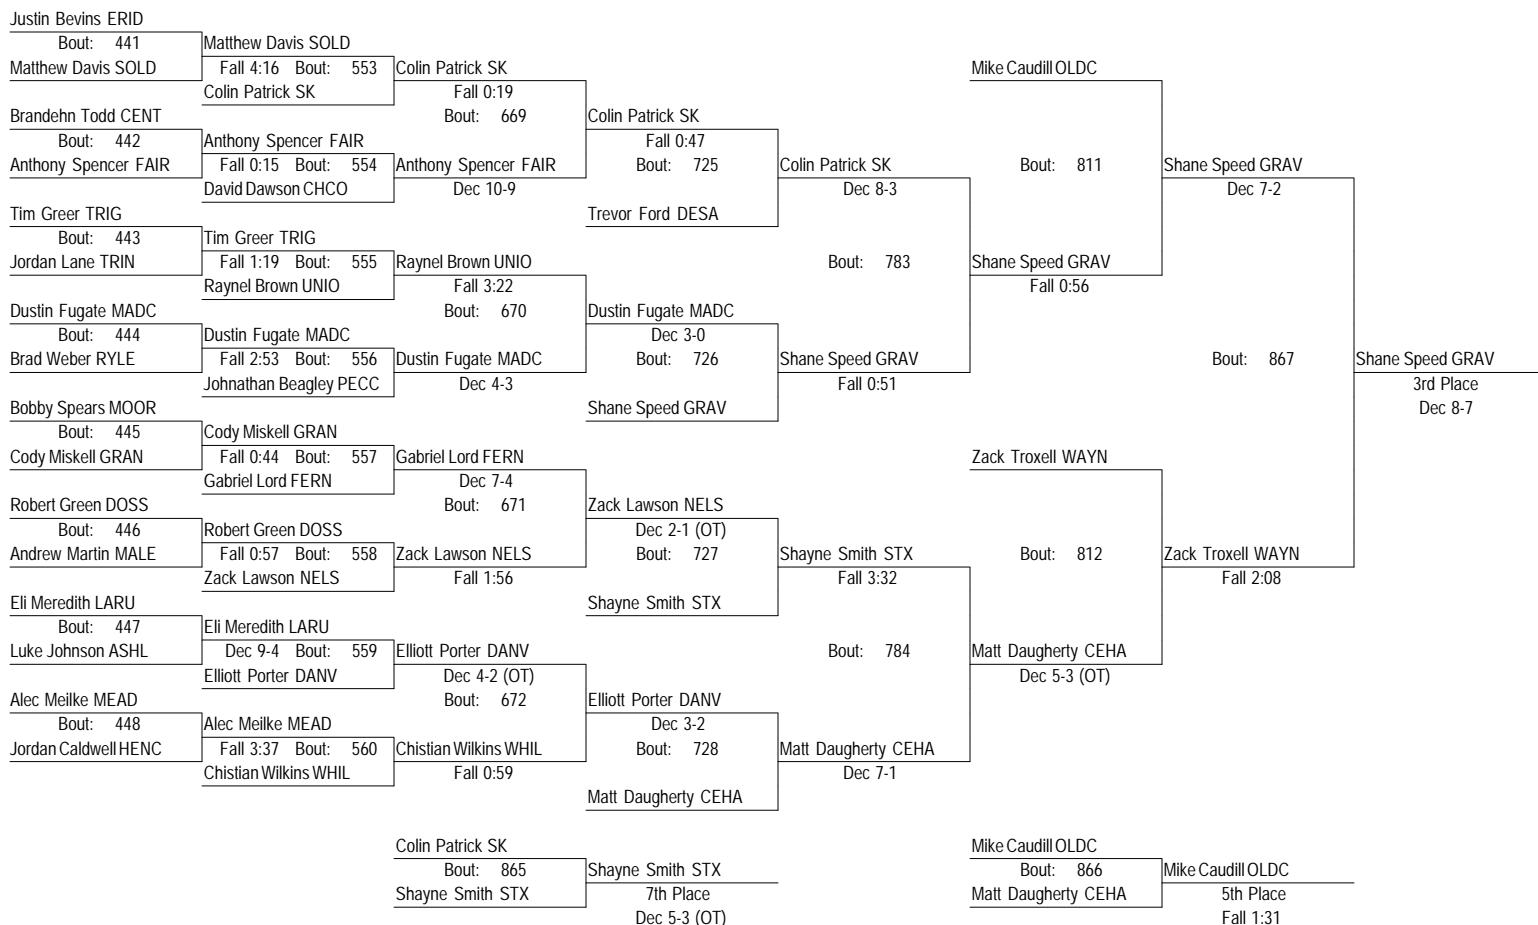 Justin Bevins ERID
Bout: 441
Matthew Davis SOLD
Brandehn Todd CENT
Bout: 442
Anthony Spencer FAIR
Tim Greer TRIG
Bout: 443
Jordan Lane TRIN
Dustin Fugate MADC
Bout: 444
Brad Weber RYLE
Bobby Spears MOOR
Bout: 445
Cody Miskell GRAN
Robert Green DOSS
Bout: 446
Andrew Martin MALE
Eli Meredith LARU
Bout: 447
Luke Johnson ASHL
Alec Meilke MEAD
Bout: 448
Jordan Caldwell HENC
Matthew Davis SOLD
Fall 4:16 Bout: 553
Colin Patrick SK
Anthony Spencer FAIR
Fall 0:15 Bout: 554
David Dawson CHCO
Tim Greer TRIG
Fall 1:19 Bout: 555
Raynel Brown UNIO
Dustin Fugate MADC
Fall 2:53 Bout: 556
Johnathan Beagley PECC
Cody Miskell GRAN
Fall 0:44 Bout: 557
Gabriel Lord FERN
Robert Green DOSS
Fall 0:57 Bout: 558
Zack Lawson NELS
Eli Meredith LARU
Dec 9-4 Bout: 559
Elliott Porter DANV
Alec Meilke MEAD
Fall 3:37 Bout: 560
Chistian Wilkins WHIL
Colin Patrick SK
Fall 0:19
Bout: 669
Anthony Spencer FAIR
Dec 10-9
Raynel Brown UNIO
Fall 3:22
Bout: 670
Dustin Fugate MADC
Dec 4-3
Gabriel Lord FERN
Dec 7-4
Bout: 671
Zack Lawson NELS
Fall 1:56
Elliott Porter DANV
Dec 4-2 (OT)
Bout: 672
Chistian Wilkins WHIL
Fall 0:59
Colin Patrick SK
Fall 0:47
Bout: 725
Trevor Ford DESA
Dustin Fugate MADC
Dec 3-0
Bout: 726
Shane Speed GRAV
Zack Lawson NELS
Dec 2-1 (OT)
Bout: 727
Shayne Smith STX
Elliott Porter DANV
Dec 3-2
Bout: 728
Matt Daugherty CEHA
Colin Patrick SK
Dec 8-3
Bout: 783
Shane Speed GRAV
Fall 0:51
Shayne Smith STX
Fall 3:32
Bout: 784
Matt Daugherty CEHA
Dec 7-1
Mike Caudill OLDC
Bout: 811
Shane Speed GRAV
Fall 0:56
Zack Troxell WAYN
Bout: 812
Matt Daugherty CEHA
Dec 5-3 (OT)
Shane Speed GRAV
Dec 7-2
Bout: 867
Zack Troxell WAYN
Fall 2:08
Shane Speed GRAV
3rd Place
Dec 8-7
Colin Patrick SK
Bout: 865
Shayne Smith STX
Shayne Smith STX
7th Place
Dec 5-3 (OT)
Mike Caudill OLDC
Bout: 866
Matt Daugherty CEHA
Mike Caudill OLDC
5th Place
Fall 1:31